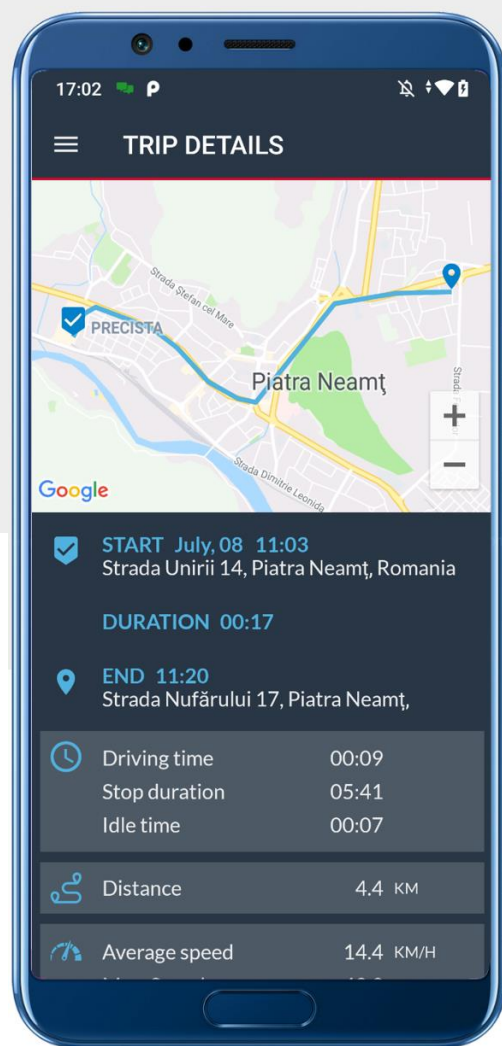 17:02
TRIP DETAILS
Strada Ștefan cel Mare
PRECISTA
Piatra Neamţ
Strada
+
−
Strada Dimitrie Leonida
Google
START July, 08 11:03
Strada Unirii 14, Piatra Neamţ, Romania
DURATION 00:17
END 11:20
Strada Nufărului 17, Piatra Neamţ,
Driving time 00:09
Stop duration 05:41
Idle time 00:07
Distance 4.4 KM
Average speed 14.4 KM/H